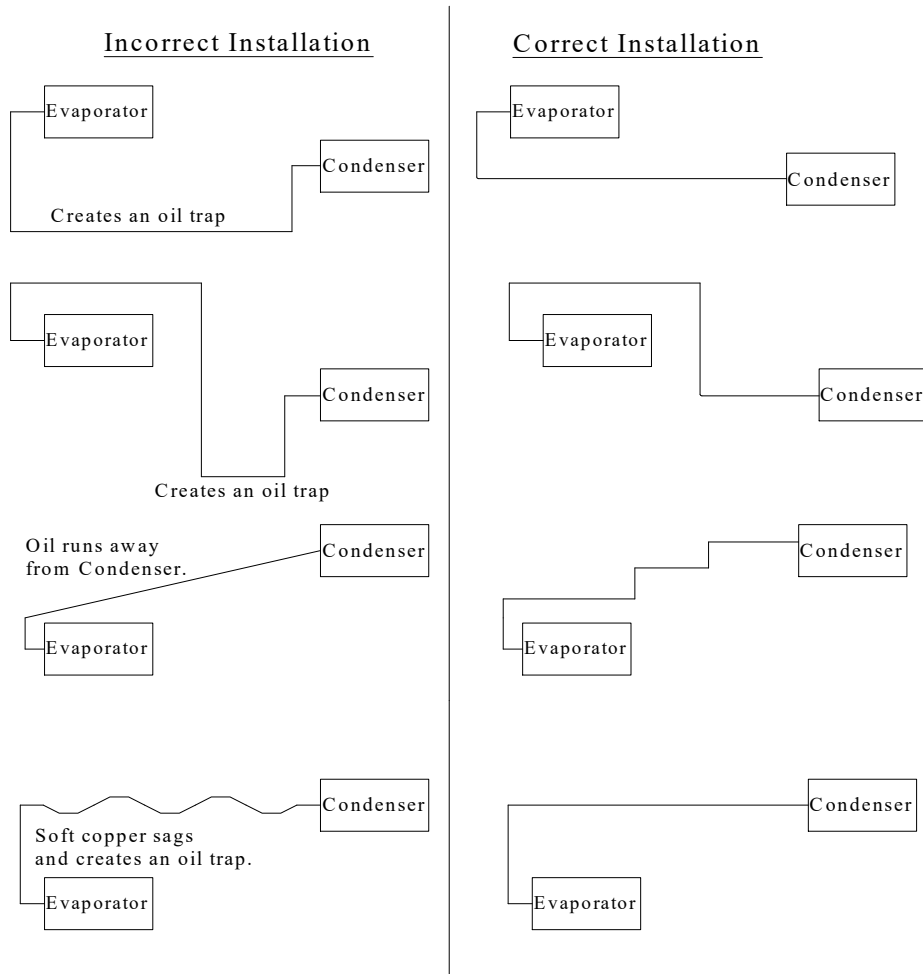 Incorrect Installation
Evaporator
Condenser
Creates an oil trap
Evaporator
Condenser
Creates an oil trap
Oil runs away
from Condenser.
Condenser
Evaporator
Condenser
Soft copper sags
and creates an oil trap.
Evaporator
Correct Installation
Evaporator
Condenser
Evaporator
Condenser
Condenser
Evaporator
Condenser
Evaporator